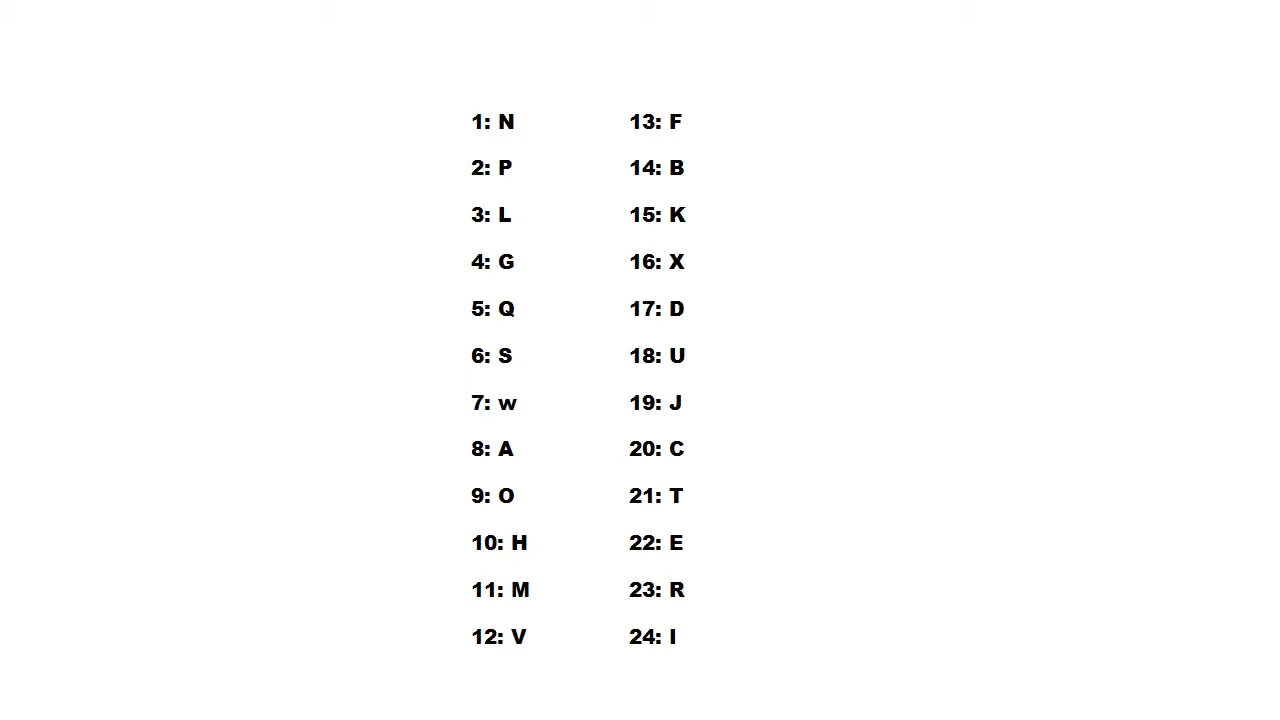 1: N
2: P
3: L
4: G
5: Q
6: S
7: w
8: A
9: O
10: H
11: M
12: V
13: F
14: B
15: K
16: X
17: D
18: U
19: J
20: C
21: T
22: E
23: R
24: I